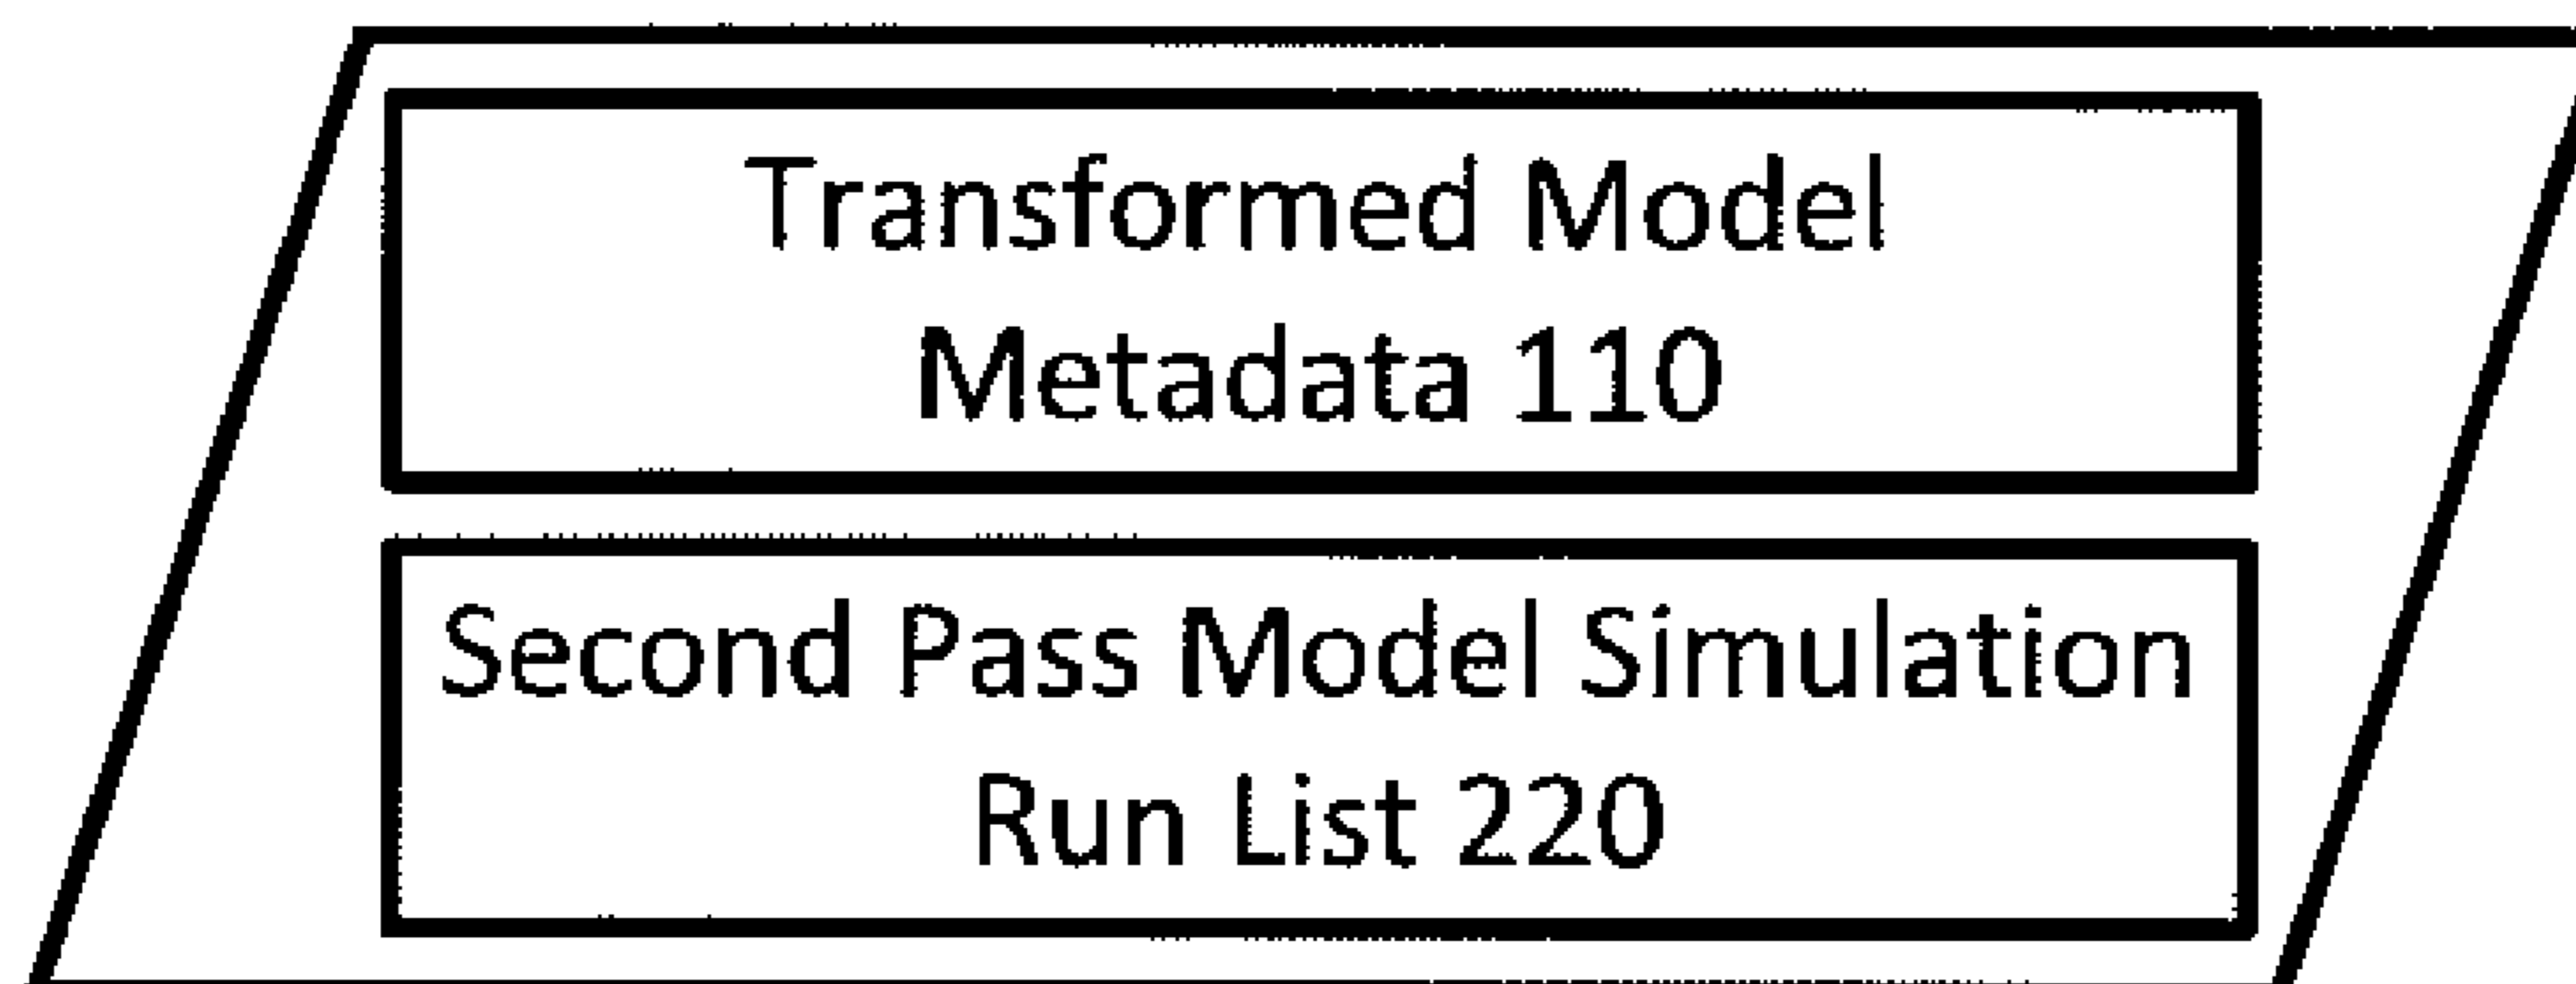 Transformed Model
Metadata 110
Second Pass Model Simulation
Run List 220